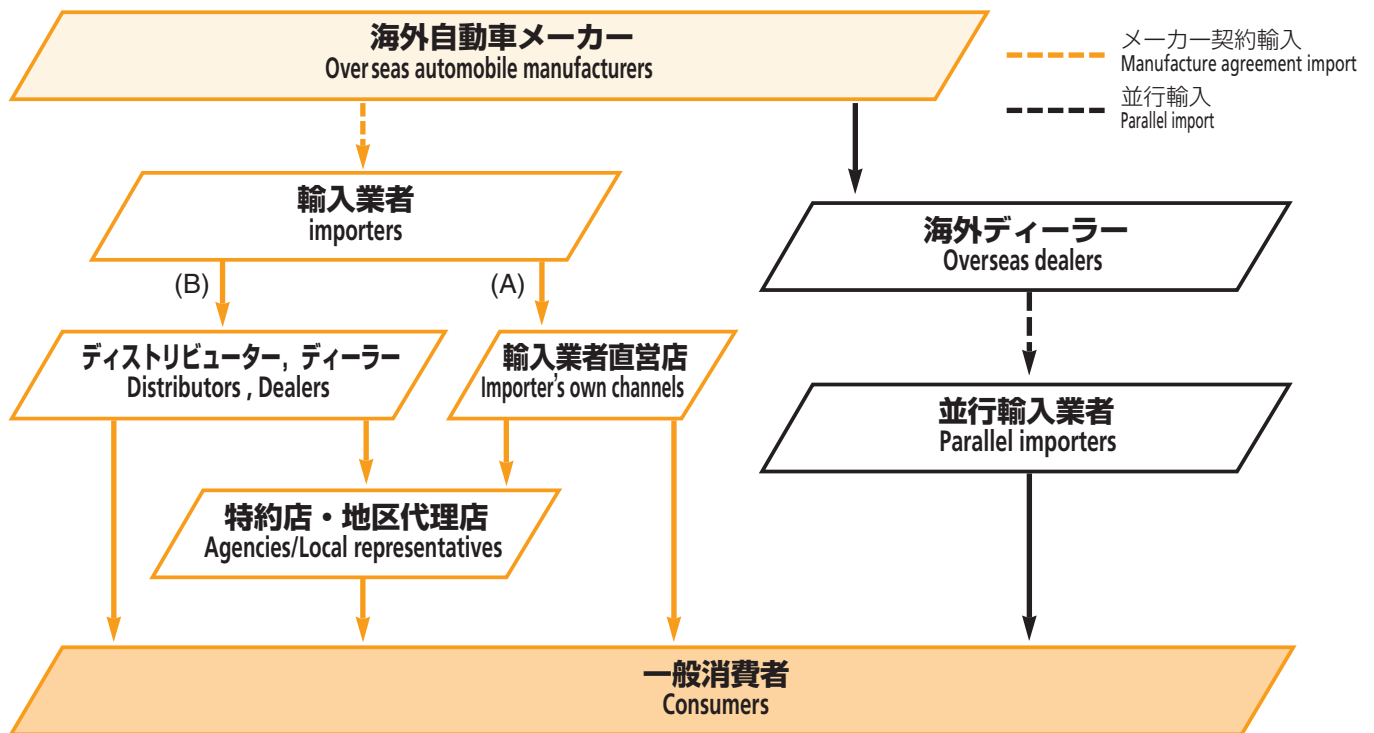 海外自動車メーカー
Over seas automobile manufacturers
メーカー契約輸入
Manufacture agreement import
並行輸入
Parallel import
輸入業者
importers
海外ディーラー
Overseas dealers
(B)
(A)
ディストリビューター, ディーラー
Distributors , Dealers
輸入業者直営店
Importer's own channels
並行輸入業者
Parallel importers
特約店・地区代理店
Agencies/Local representatives
一般消費者
Consumers